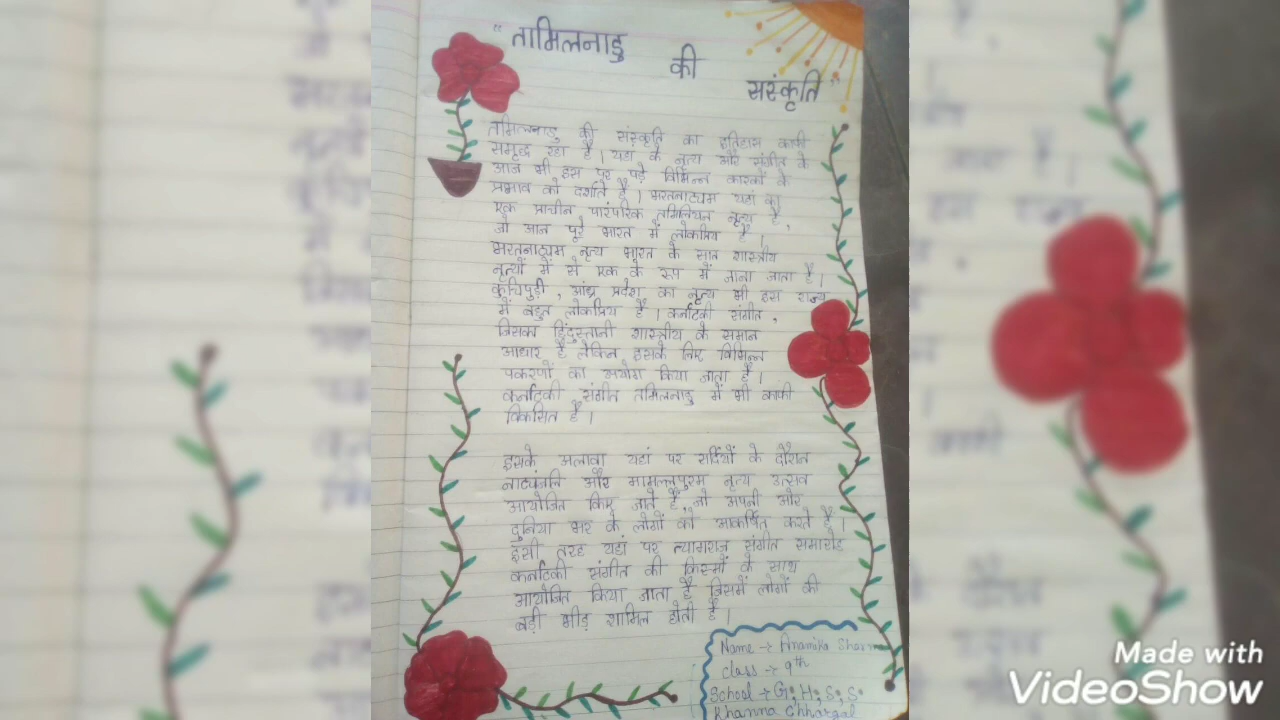 "तामिलनाडु
की
संस्कृति"
तमिलनाडु की संस्कृति का इतिहास काफी
समृद्ध रहा है। यहां के नृत्य और संगीत के
आज भी इस पर पड़े विभिन्न कारकों के
प्रभाव को दर्शाते है। भरतनाट्यम यहां का
एक प्राचीन पारंपरिक तमिलियन नृत्य है,
जो आज पूरे भारत में लोकप्रिय है।
भरतनाट्यम नृत्य भारत के सात शास्त्रीय
नृत्यों में से एक के रूप में जाना जाता है।
कुचिपुड़ी, आंध्र प्रदेश का नृत्य भी इस राज्य
में बहुत लोकप्रिय है। कर्नाटकी संगीत,
जिसका हिंदुस्तानी शास्त्रीय के समान
आधार है लेकिन इसके लिए विभिन्न
पकरणों का प्रयोग किया जाता है।
कर्नाटकी संगीत तमिलनाडु में भी काफी
विकसित है।
इसके अलावा यहां पर सर्दियों के दौरान
नाट्यंजलि और मामल्लपुरम नृत्य उत्सव
आयोजित किए जाते हैं, जो अपनी और
दुनिया भर के लोगों को आकर्षित करते है।
इसी तरह यहां पर त्यागराज संगीत समारोह
कर्नाटकी संगीत की किस्मों के साथ
आयोजित किया जाता है जिसमें लोगों की
बड़ी भीड़ शामिल होती है।
Name → Anamika Sharma
Class → 9th
School → G.H.S.S.
Khanna Chhargal
Made with
VideoShow